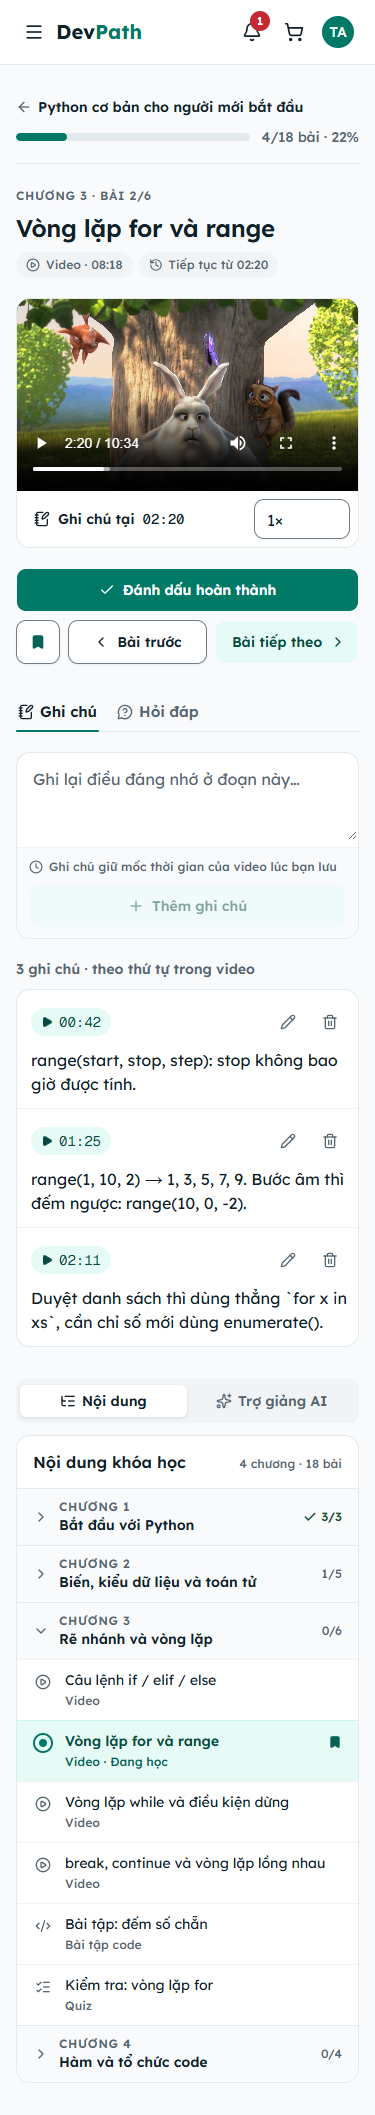 DevPath
1
TA
Python cơ bản cho người mới bắt đầu
4/18 bài · 22%
CHƯƠNG 3 · BÀI 2/6
Vòng lặp for và range
Video · 08:18
Tiếp tục từ 02:20
2:20 / 10:34
Ghi chú tại 02:20
1×
Đánh dấu hoàn thành
Bài trước
Bài tiếp theo
Ghi chú
Hỏi đáp
Ghi lại điều đáng nhớ ở đoạn này...
Ghi chú giữ mốc thời gian của video lúc bạn lưu
Thêm ghi chú
3 ghi chú · theo thứ tự trong video
00:42
range(start, stop, step): stop không bao
giờ được tính.
01:25
range(1, 10, 2) → 1, 3, 5, 7, 9. Bước âm thì
đếm ngược: range(10, 0, -2).
02:11
Duyệt danh sách thì dùng thẳng `for x in
xs`, cần chỉ số mới dùng enumerate().
Nội dung
Trợ giảng AI
Nội dung khóa học
4 chương · 18 bài
CHƯƠNG 1
Bắt đầu với Python
3/3
CHƯƠNG 2
Biến, kiểu dữ liệu và toán tử
1/5
CHƯƠNG 3
Rẽ nhánh và vòng lặp
0/6
Câu lệnh if / elif / else
Video
Vòng lặp for và range
Video · Đang học
Vòng lặp while và điều kiện dừng
Video
break, continue và vòng lặp lồng nhau
Video
Bài tập: đếm số chẵn
Bài tập code
Kiểm tra: vòng lặp for
Quiz
CHƯƠNG 4
Hàm và tổ chức code
0/4